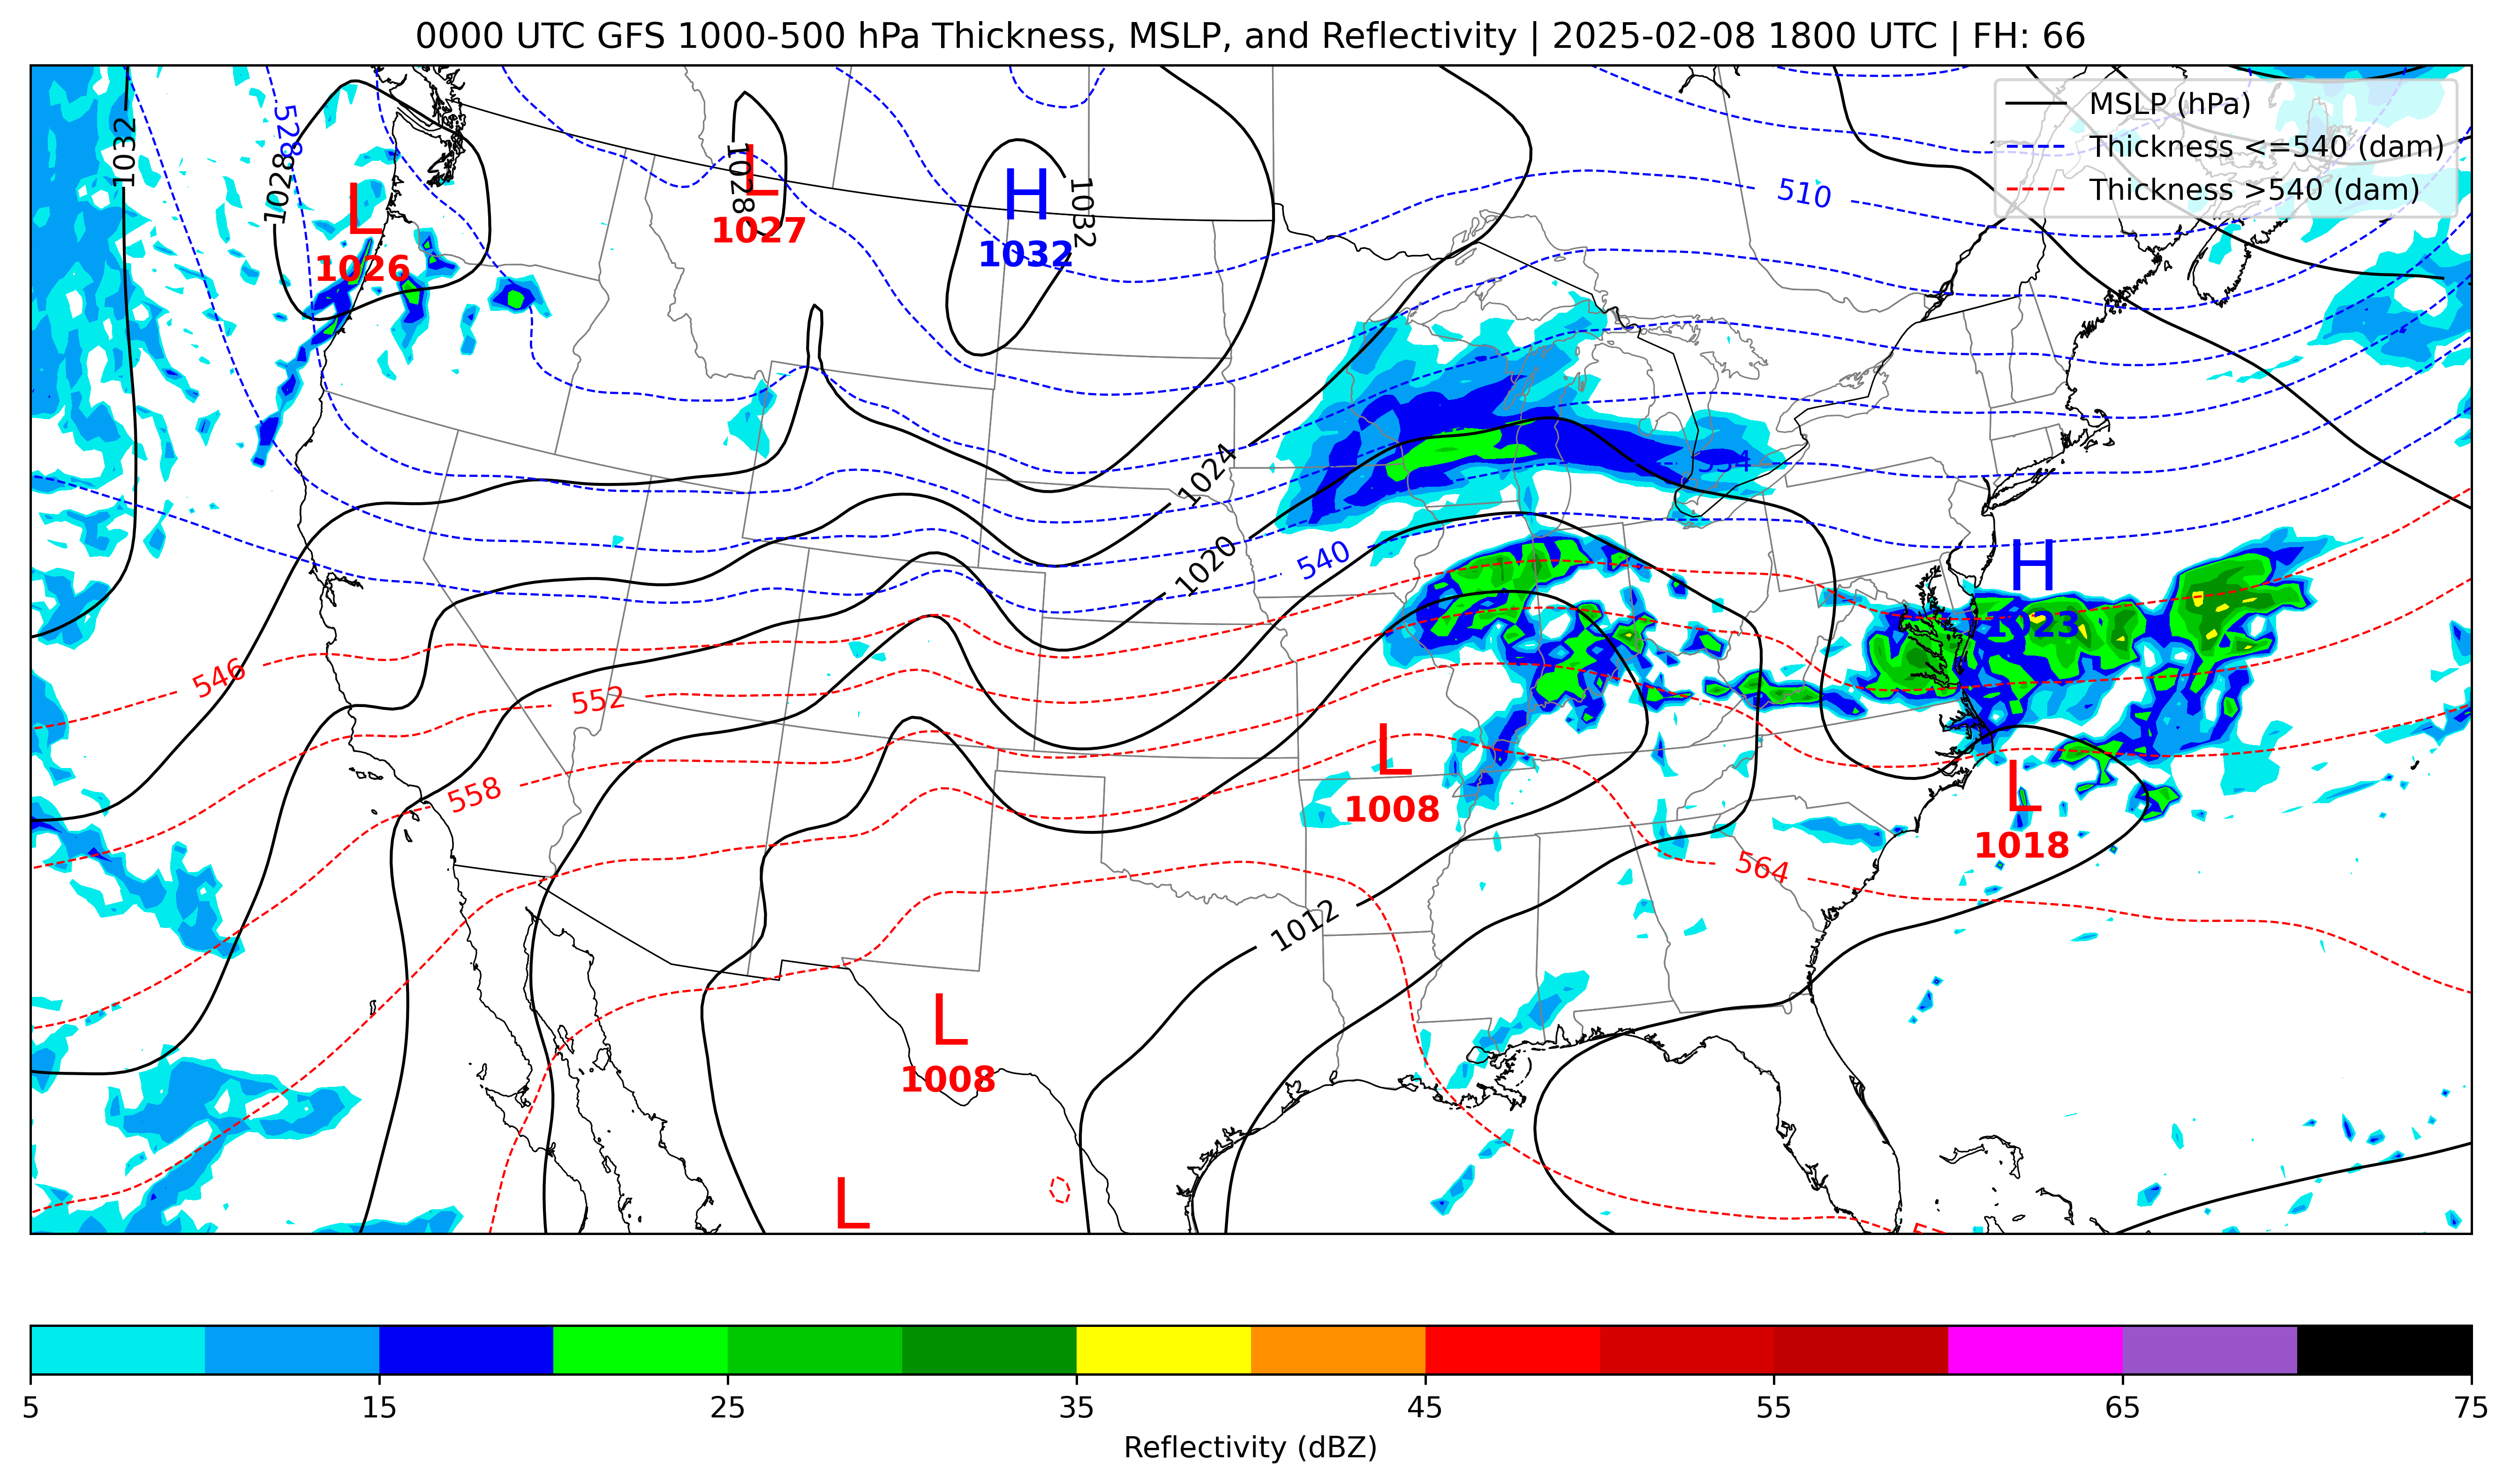 0000 UTC GFS 1000-500 hPa Thickness, MSLP, and Reflectivity | 2025-02-08 1800 UTC | FH: 66
MSLP (hPa)
Thickness <=540 (dam)
Thickness >540 (dam)
1032
528
1028
L
1026
1028
L
1027
H
1032
1032
510
1024
1020
540
534
H
1023
546
552
558
L
1008
L
1018
564
1012
L
1008
L
5
15
25
35
45
55
65
75
Reflectivity (dBZ)